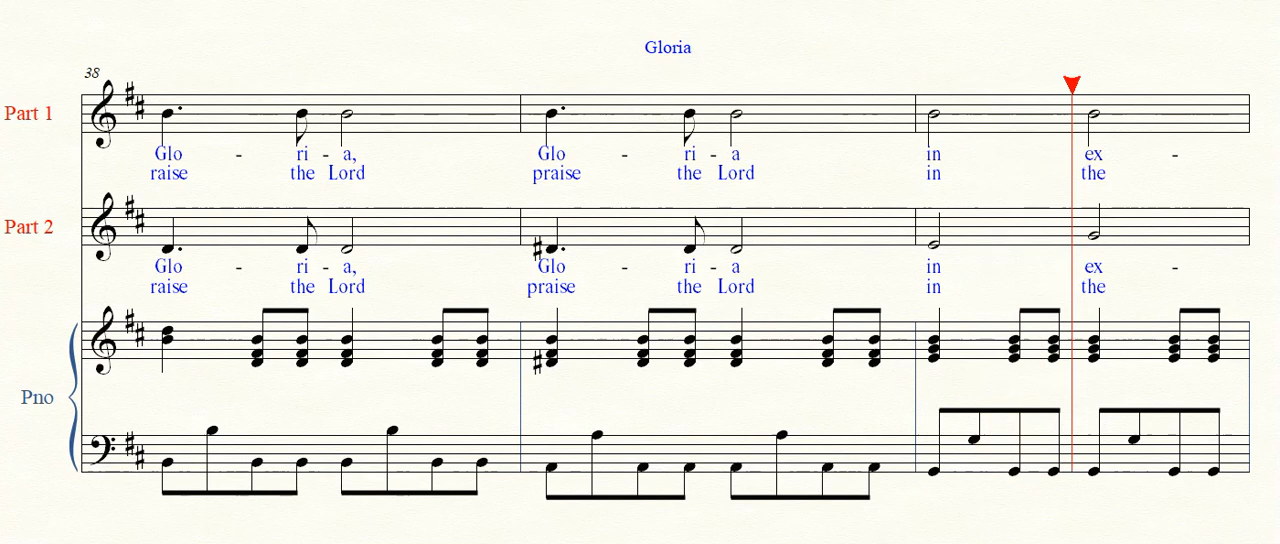 Gloria
38
Part 1
Glo - ri - a, Glo - ri - a in ex -
raise the Lord praise the Lord in the
Part 2
Glo - ri - a, Glo - ri - a in ex -
raise the Lord praise the Lord in the
Pno